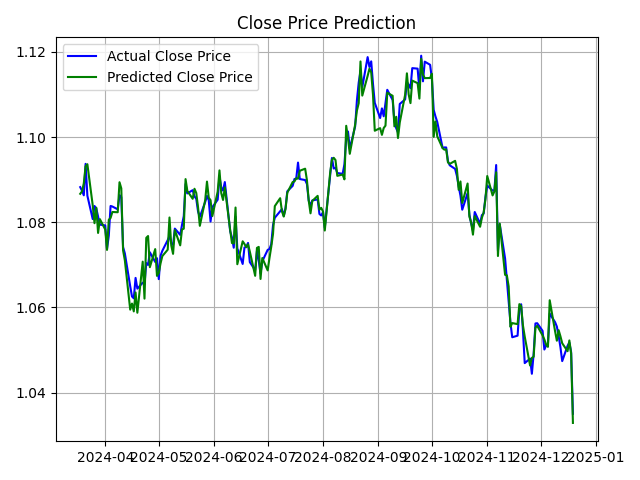 Close Price Prediction
Actual Close Price
Predicted Close Price
1.12
1.10
1.08
1.06
1.04
2024-04 2024-05 2024-06 2024-07 2024-08 2024-09 2024-10 2024-11 2024-12 2025-01